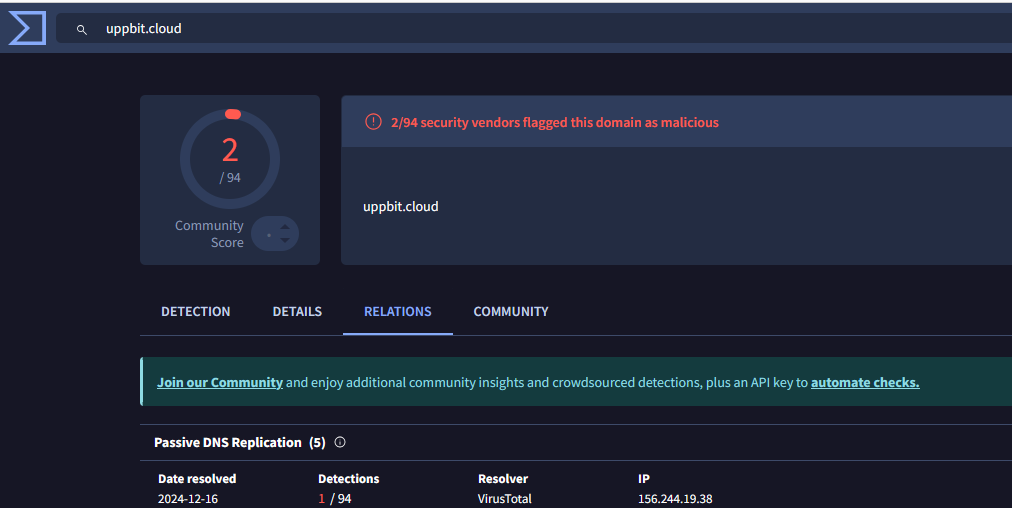 uppbit.cloud
2
/ 94
Community
Score
2/94 security vendors flagged this domain as malicious
uppbit.cloud
DETECTION DETAILS RELATIONS COMMUNITY
Join our Community and enjoy additional community insights and crowdsourced detections, plus an API key to automate checks.
Passive DNS Replication (5)
Date resolved Detections Resolver IP
2024-12-16 1 / 94 VirusTotal 156.244.19.38